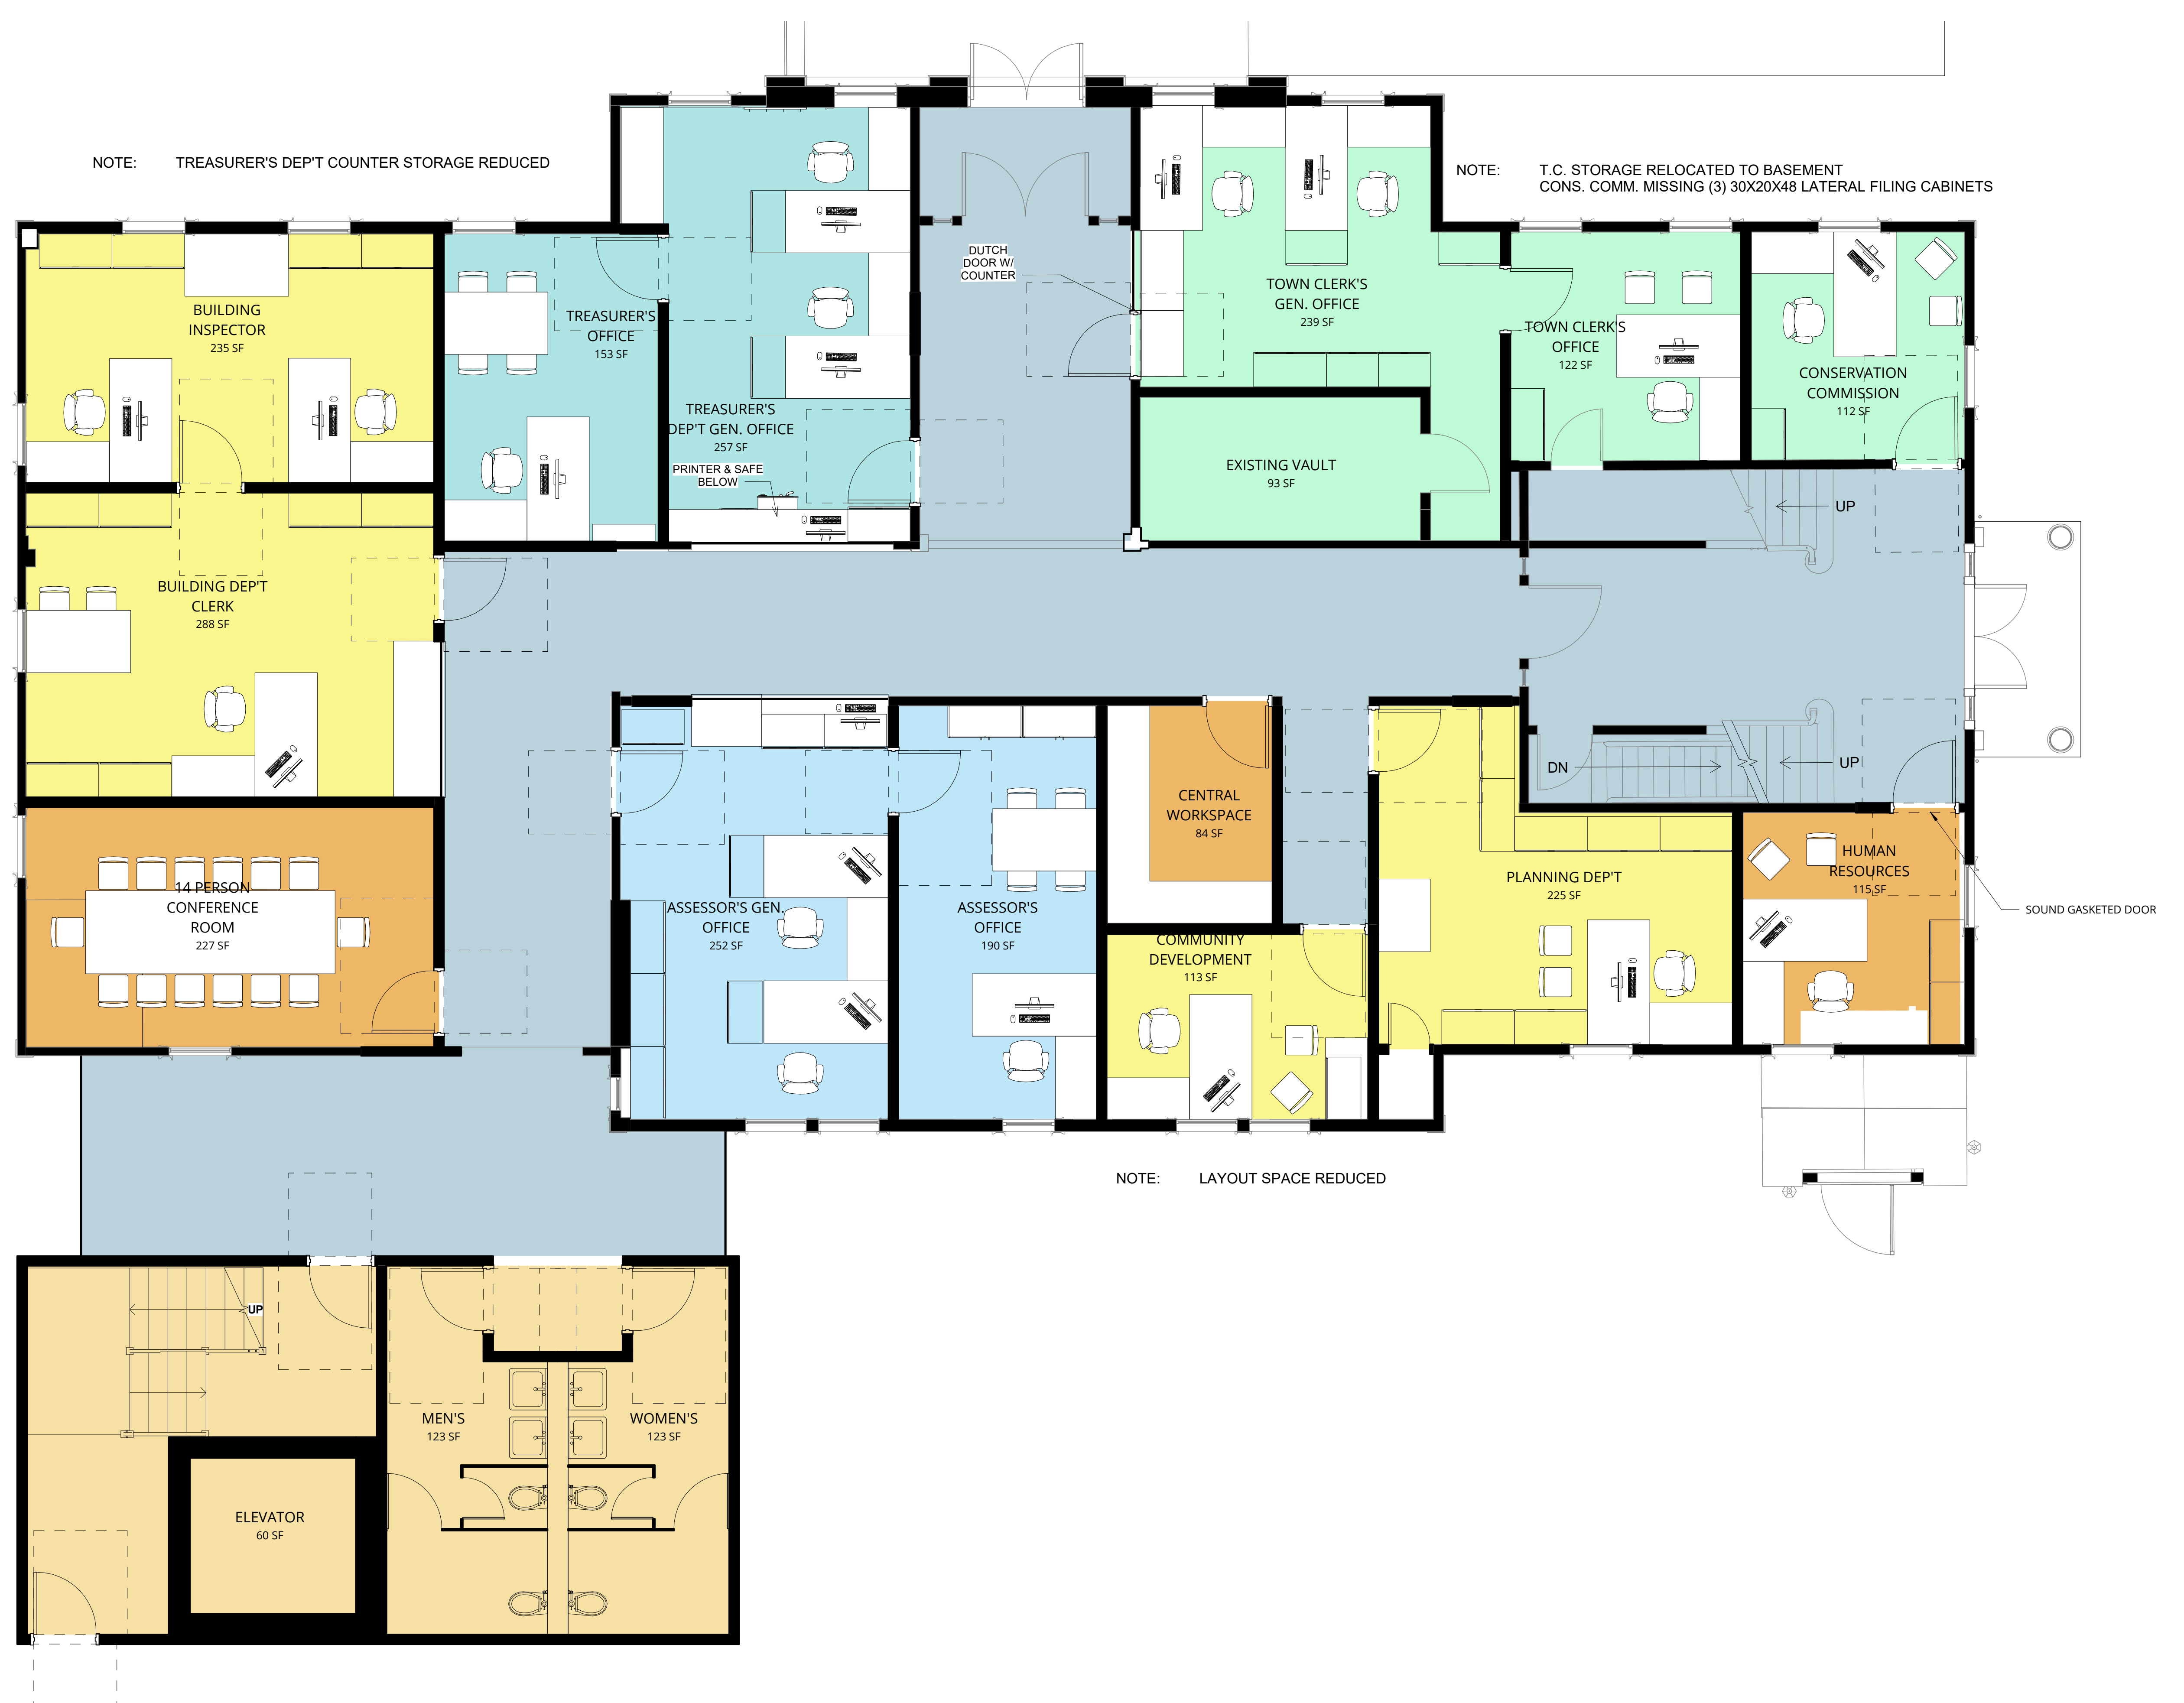 NOTE: TREASURER'S DEP'T COUNTER STORAGE REDUCED
NOTE: T.C. STORAGE RELOCATED TO BASEMENT
CONS. COMM. MISSING (3) 30X20X48 LATERAL FILING CABINETS
BUILDING
INSPECTOR
235 SF
TREASURER'S
OFFICE
153 SF
TREASURER'S
DEP'T GEN. OFFICE
257 SF
PRINTER & SAFE
BELOW
DUTCH
DOOR W/
COUNTER
TOWN CLERK'S
GEN. OFFICE
239 SF
TOWN CLERK'S
OFFICE
122 SF
CONSERVATION
COMMISSION
112 SF
EXISTING VAULT
93 SF
UP
BUILDING DEP'T
CLERK
288 SF
DN
UP
14 PERSON
CONFERENCE
ROOM
227 SF
ASSESSOR'S GEN.
OFFICE
252 SF
ASSESSOR'S
OFFICE
190 SF
CENTRAL
WORKSPACE
84 SF
COMMUNITY
DEVELOPMENT
113 SF
PLANNING DEP'T
225 SF
HUMAN
RESOURCES
115 SF
SOUND GASKETED DOOR
NOTE: LAYOUT SPACE REDUCED
UP
MEN'S
123 SF
WOMEN'S
123 SF
ELEVATOR
60 SF